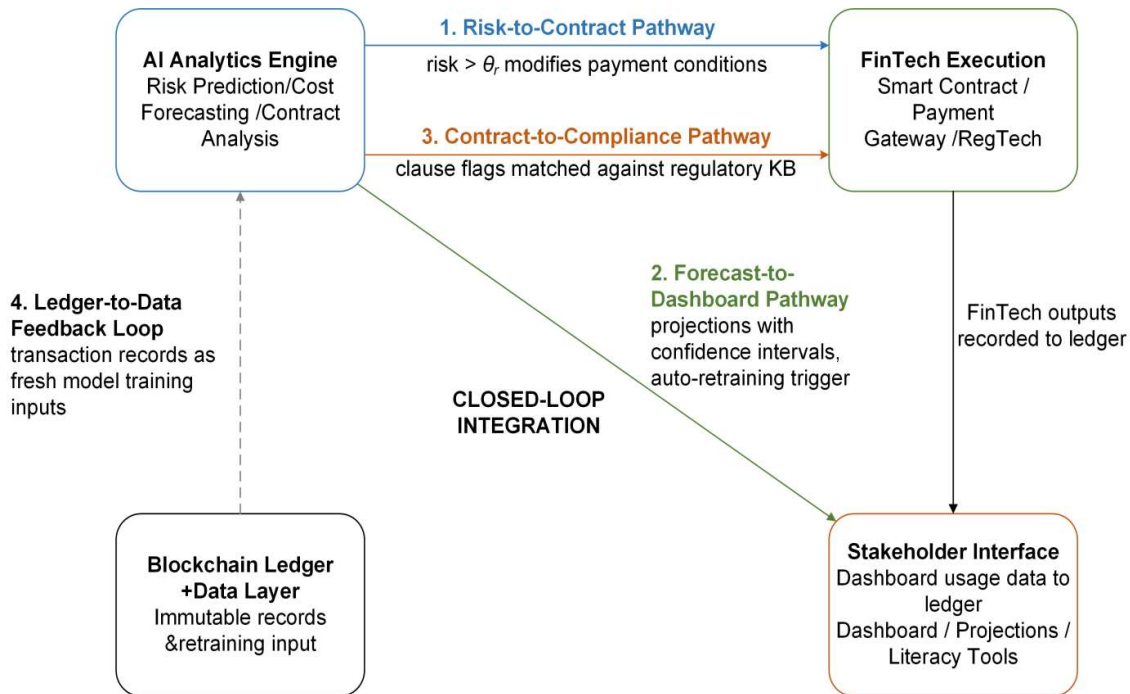 AI Analytics Engine
Risk Prediction/Cost
Forecasting /Contract
Analysis
1. Risk-to-Contract Pathway
risk > θr modifies payment conditions
3. Contract-to-Compliance Pathway
clause flags matched against regulatory KB
FinTech Execution
Smart Contract /
Payment
Gateway /RegTech
4. Ledger-to-Data
Feedback Loop
transaction records as
fresh model training
inputs
2. Forecast-to-
Dashboard Pathway
projections with
confidence intervals,
auto-retraining trigger
FinTech outputs
recorded to ledger
CLOSED-LOOP
INTEGRATION
Blockchain Ledger
+Data Layer
Immutable records
&retraining input
Stakeholder Interface
Dashboard usage data to
ledger
Dashboard / Projections /
Literacy Tools